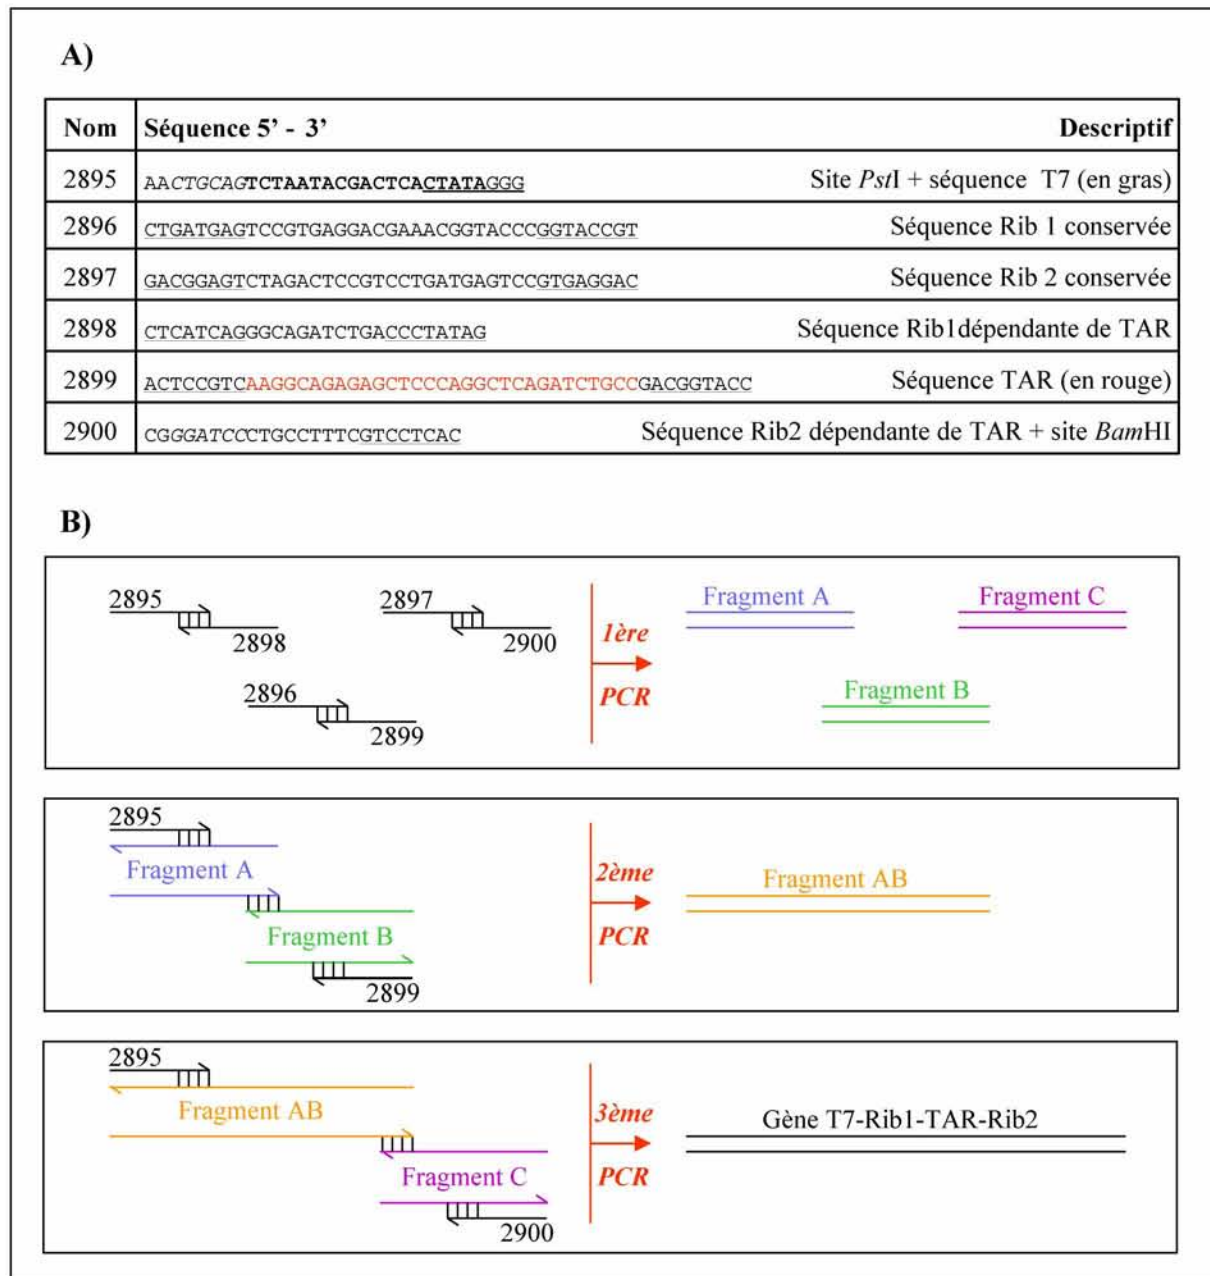 A)
Nom Séquence 5’ - 3’ Descriptif
2895 AACTGCAGTCTAATACGACTCACTATAGGG Site PstI + séquence T7 (en gras)
2896 CTGATGAGTCCGTGAGGACGAAACGGTACCCGGTACCGT Séquence Rib 1 conservée
2897 GACGGAGTCTAGACTCCGTCCTGATGAGTCCGTGAGGAC Séquence Rib 2 conservée
2898 CTCATCAGGGCAGATCTGACCCTATAG Séquence Rib1dépendante de TAR
2899 ACTCCGTCAAGGCAGAGAGCTCCCAGGCTCAGATCTGCCGACGGTACC Séquence TAR (en rouge)
2900 CGGGATCCCTGCCTTTCGTCCTCAC Séquence Rib2 dépendante de TAR + site BamHI
B)
2895
2898
2897
2900
2896
2899
1ère
PCR
Fragment A
Fragment C
Fragment B
2895
Fragment A
Fragment B
2899
2ème
PCR
Fragment AB
2895
Fragment AB
Fragment C
2900
3ème
PCR
Gène T7-Rib1-TAR-Rib2